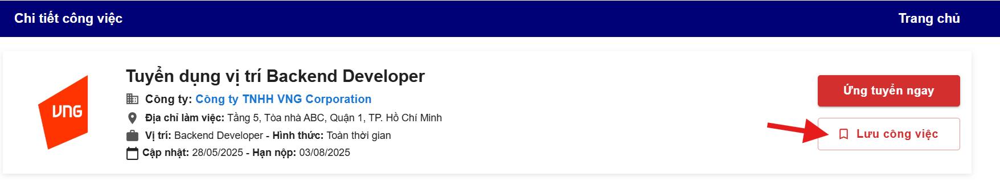 Chi tiết công việc
Trang chủ
VNG
Tuyển dụng vị trí Backend Developer
Công ty: Công ty TNHH VNG Corporation
Địa chỉ làm việc: Tầng 5, Tòa nhà ABC, Quận 1, TP. Hồ Chí Minh
Vị trí: Backend Developer - Hình thức: Toàn thời gian
Cập nhật: 28/05/2025 - Hạn nộp: 03/08/2025
Ứng tuyển ngay
Lưu công việc